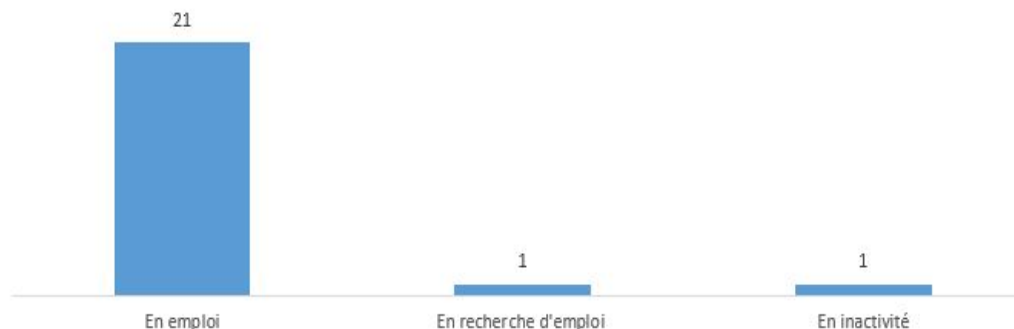 21
1
1
En emploi
En recherche d'emploi
En inactivité